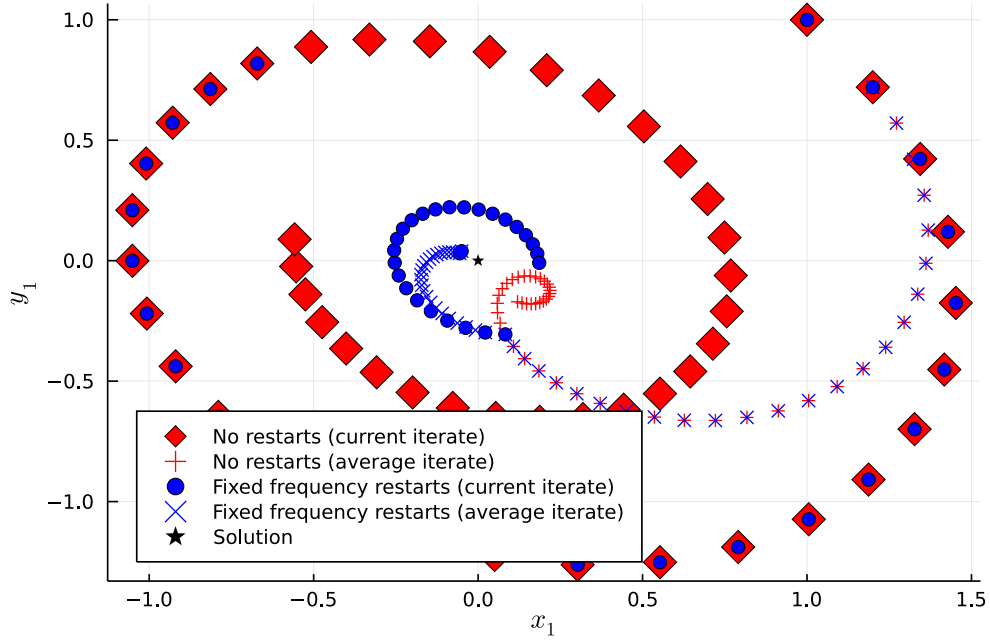 1.0
0.5
0.0
−0.5
−1.0
y₁
No restarts (current iterate)
No restarts (average iterate)
Fixed frequency restarts (current iterate)
Fixed frequency restarts (average iterate)
Solution
−1.0 −0.5 0.0 0.5 1.0 1.5
x₁